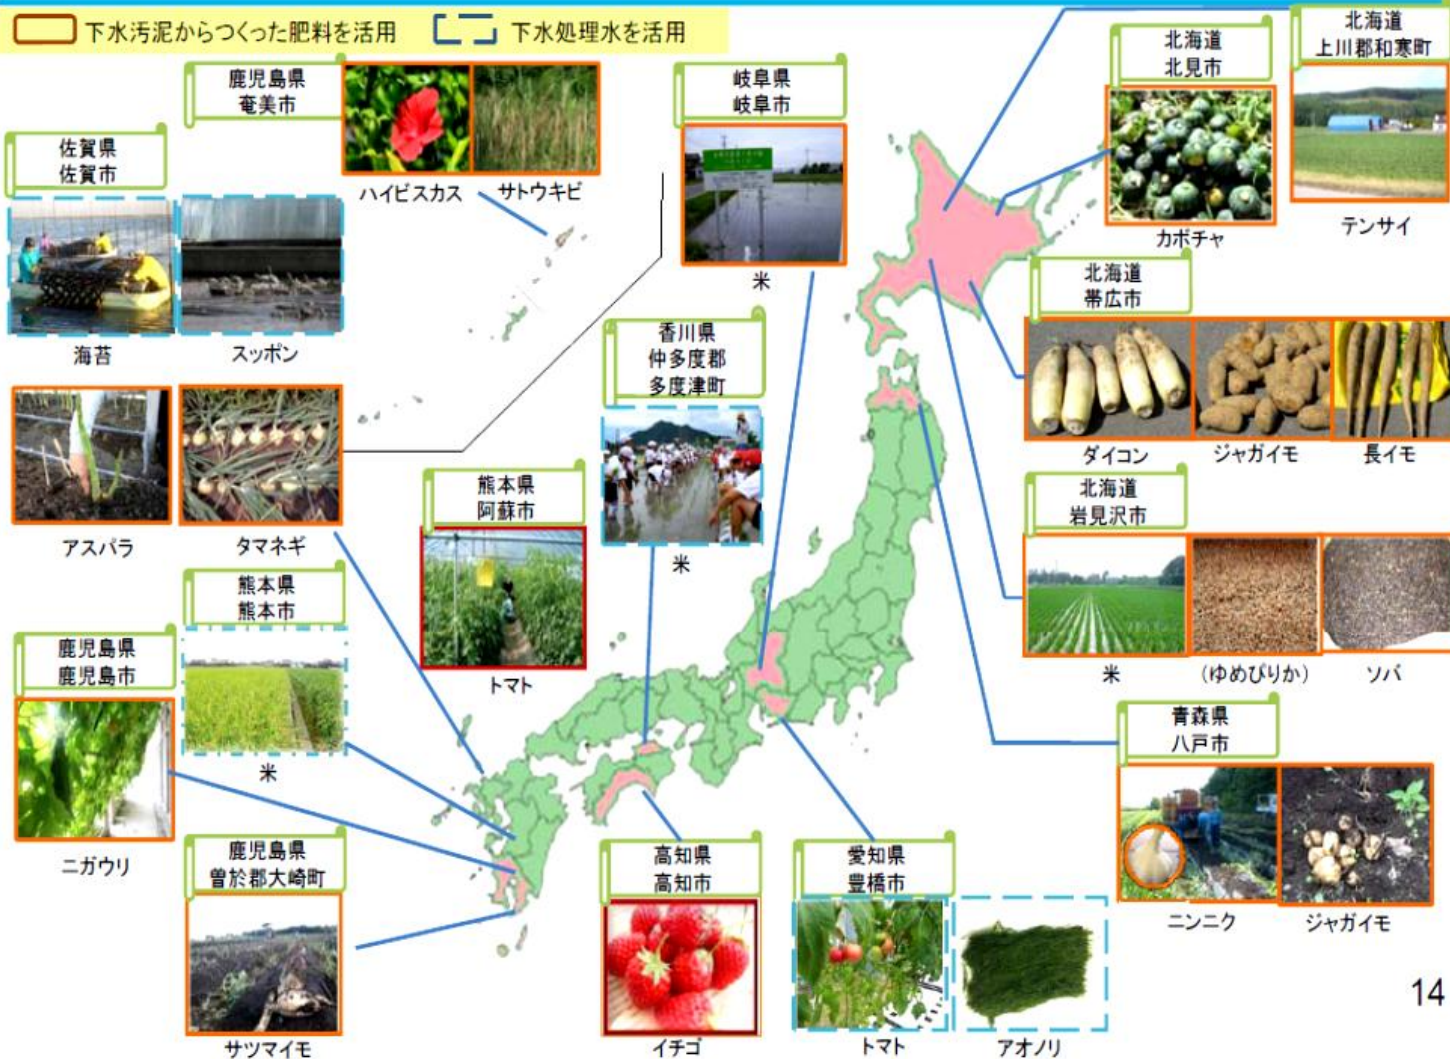 下水汚泥からつくった肥料を活用
下水処理水を活用
鹿児島県
奄美市
ハイビスカス
サトウキビ
岐阜県
岐阜市
米
北海道
北見市
カボチャ
北海道
上川郡和寒町
テンサイ
佐賀県
佐賀市
海苔
スッポン
アスパラ
タマネギ
香川県
仲多度郡
多度津町
米
北海道
帯広市
ダイコン
ジャガイモ
長イモ
熊本県
阿蘇市
トマト
北海道
岩見沢市
米
(ゆめぴりか)
ソバ
熊本県
熊本市
米
鹿児島県
鹿児島市
ニガウリ
青森県
八戸市
ニンニク
ジャガイモ
鹿児島県
曽於郡大崎町
サツマイモ
高知県
高知市
イチゴ
愛知県
豊橋市
トマト
アオノリ
14